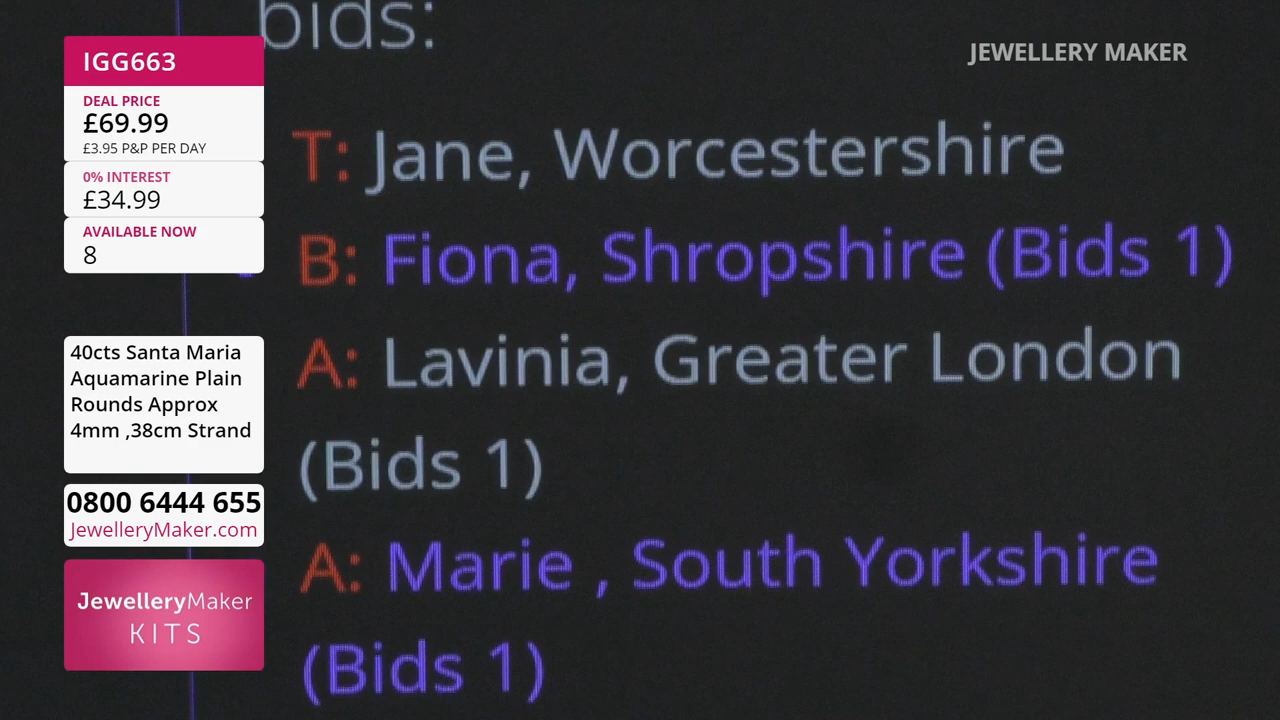 IGG663
DEAL PRICE
£69.99
£3.95 P&P PER DAY
0% INTEREST
£34.99
AVAILABLE NOW
8
40cts Santa Maria
Aquamarine Plain
Rounds Approx
4mm ,38cm Strand
0800 6444 655
JewelleryMaker.com
JewelleryMaker
KITS
JEWELLERY MAKER
bids:
T: Jane, Worcestershire
B: Fiona, Shropshire (Bids 1)
A: Lavinia, Greater London
(Bids 1)
A: Marie , South Yorkshire
(Bids 1)